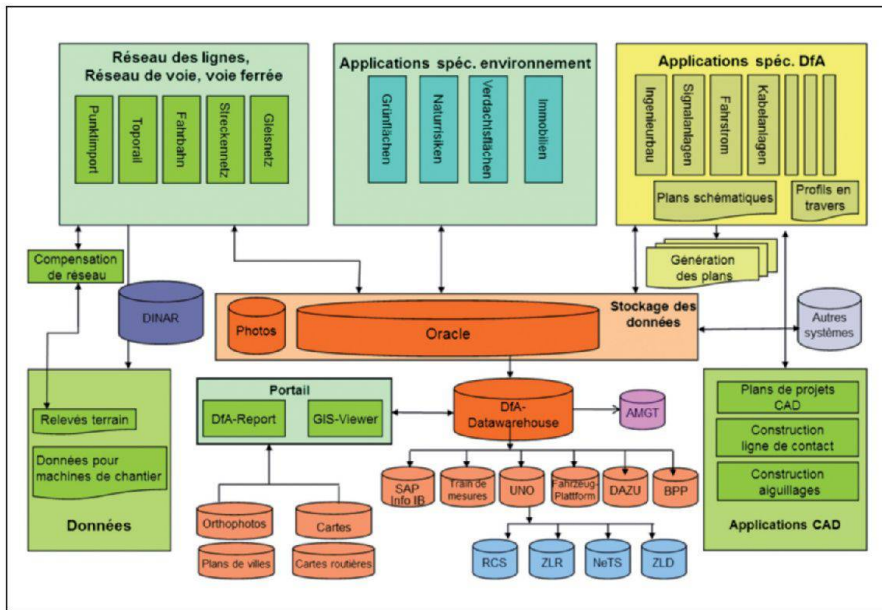 Réseau des lignes,
Réseau de voie, voie ferrée
Punktimport
Toporail
Fahrbahn
Streckennetz
Gleisnetz
Applications spéc. environnement
Grünflächen
Naturrisiken
Verdachtsflächen
Immobilien
Applications spéc. DfA
Ingenieurbau
Signalanlagen
Fahrstrom
Kabelanlagen
Plans schématiques
Profils en
travers
Compensation
de réseau
Génération
des plans
DINAR
Photos
Oracle
Stockage des
données
Autres
systèmes
Relevés terrain
Données pour
machines de chantier
Données
Portail
DfA-Report
GIS-Viewer
DfA-
Datawarehouse
AMGT
Plans de projets
CAD
Construction
ligne de contact
Construction
aiguillages
Applications CAD
SAP
Info IB
Train de
mesures
UNO
Fahrzeug-
Plattform
DAZU
BPP
Orthophotos
Cartes
Plans de villes
Cartes routières
RCS
ZLR
NeTS
ZLD